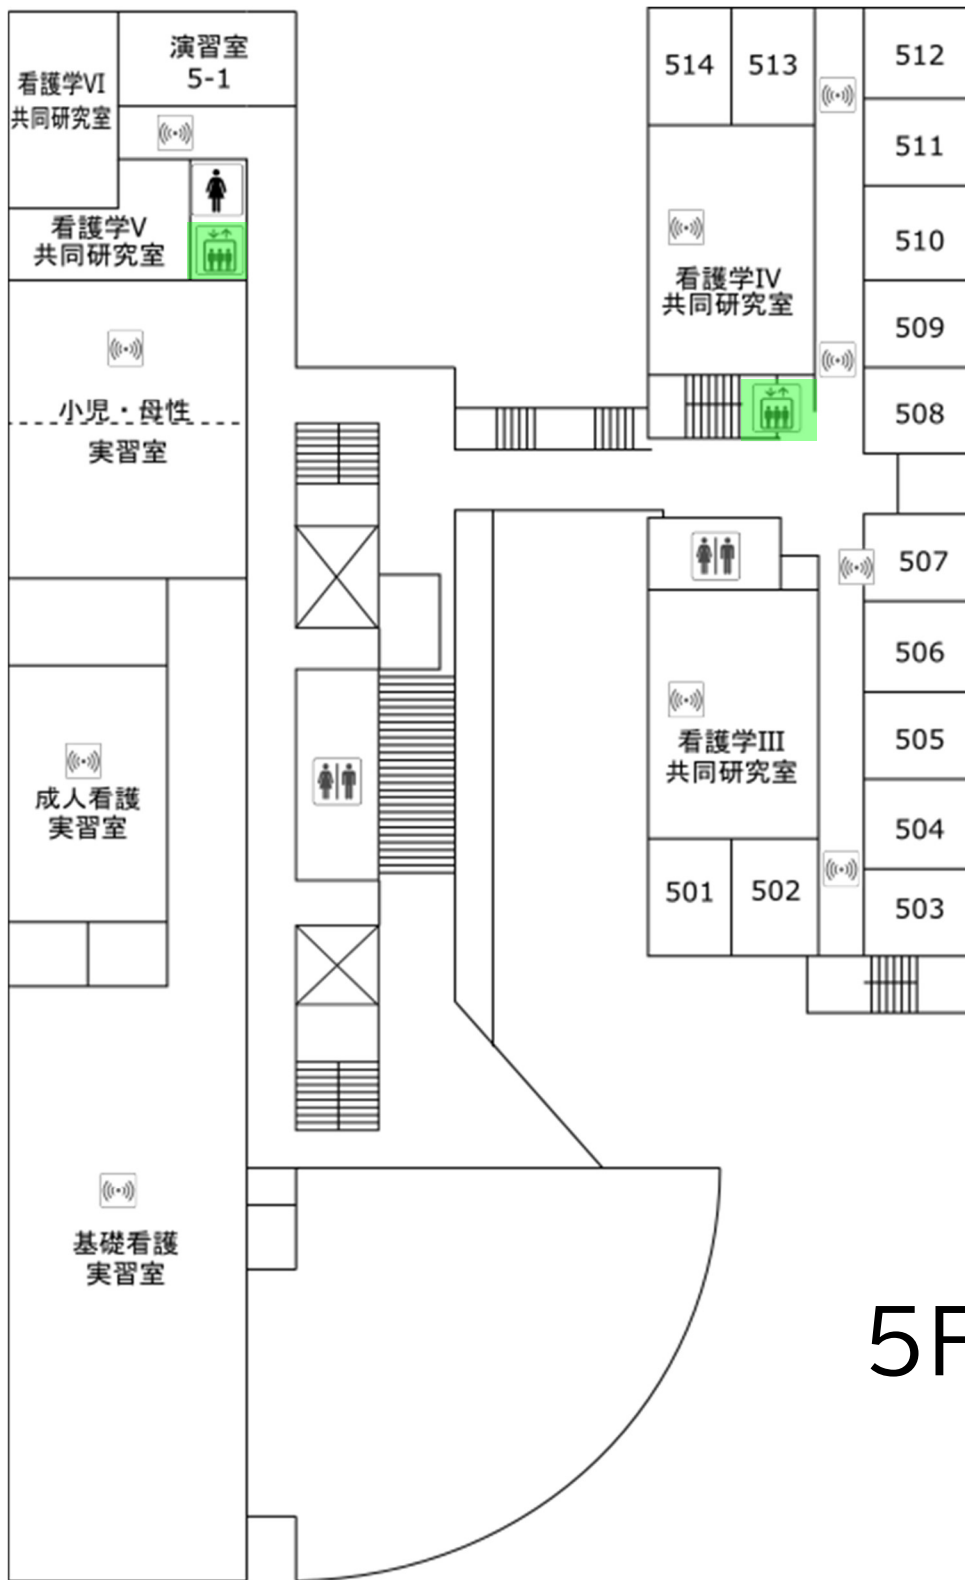 演習室
5-1
看護学VI
共同研究室
看護学V
共同研究室
小児・母性
実習室
成人看護
実習室
基礎看護
実習室
514
513
512
511
看護学IV
共同研究室
510
509
508
507
506
看護学III
共同研究室
505
504
501
502
503
5F